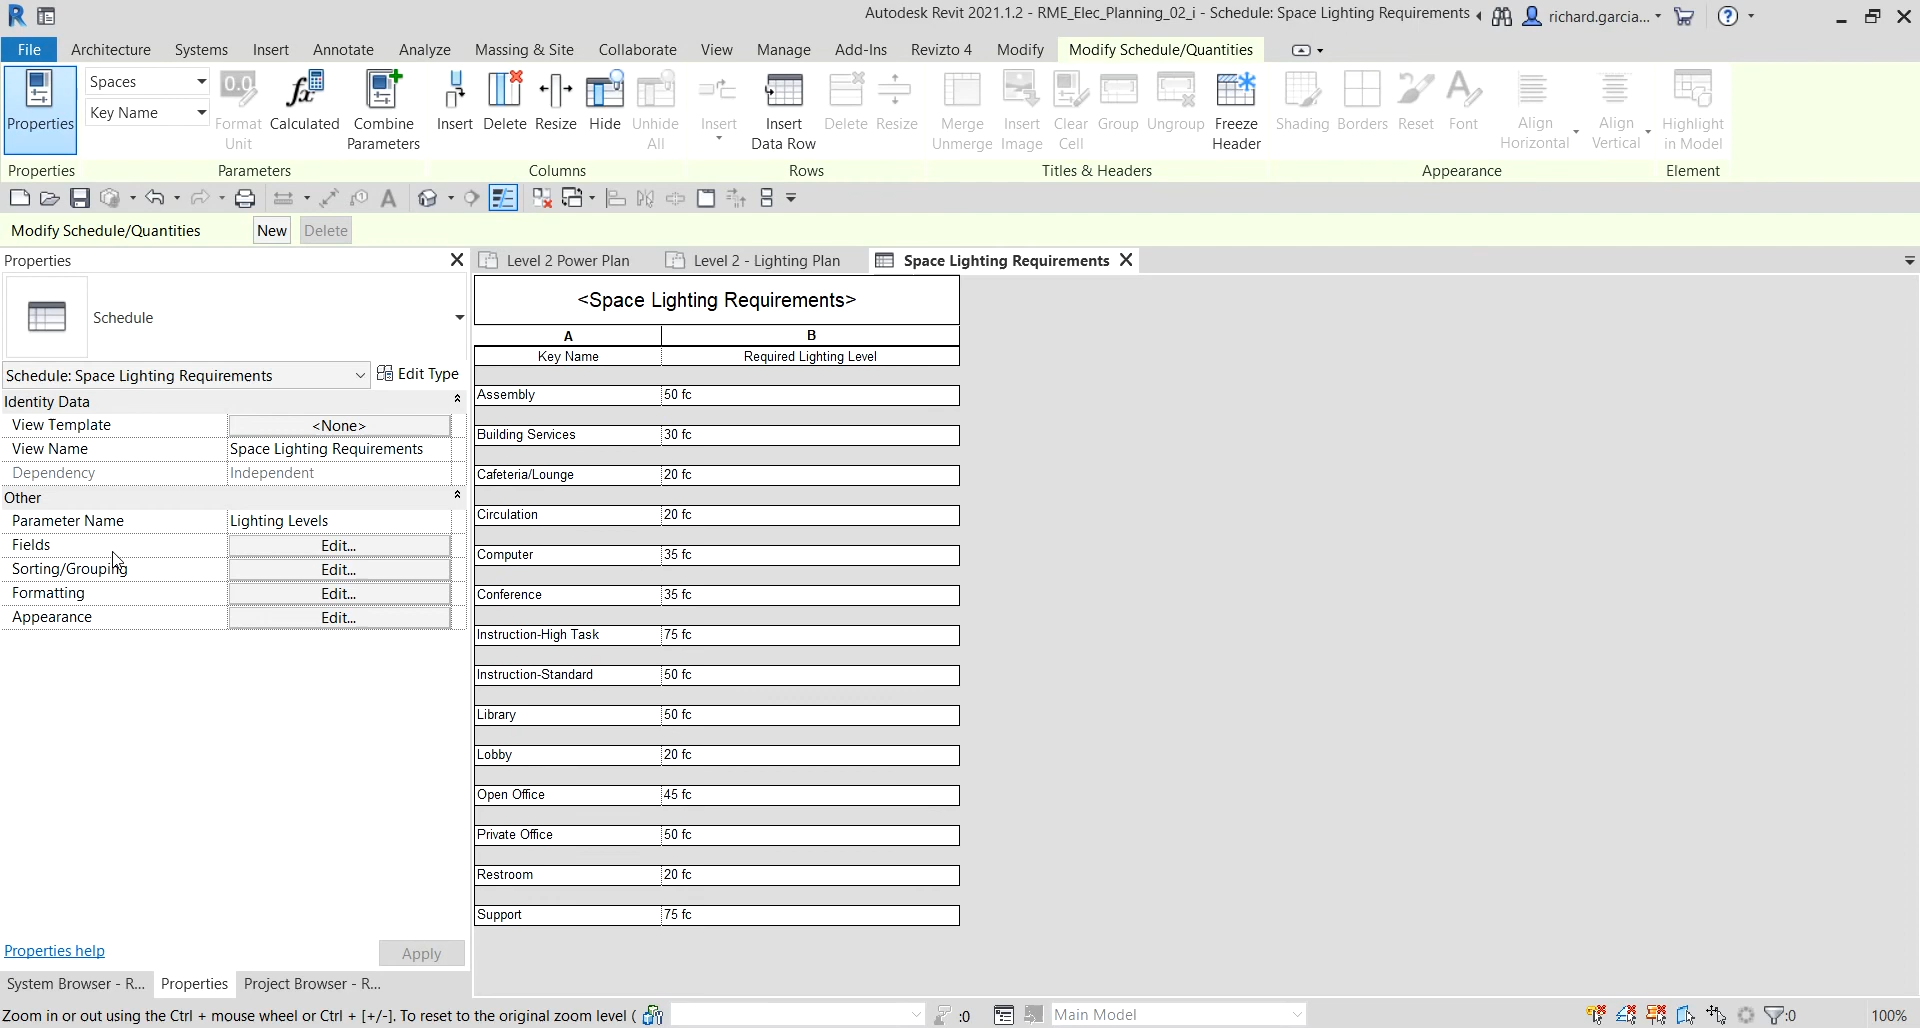 Autodesk Revit 2021.1.2 - RME_Elec_Planning_02_i - Schedule: Space Lighting Requirements richard.garcia...
File Architecture Systems Insert Annotate Analyze Massing & Site Collaborate View Manage Add-Ins Revizto 4 Modify Modify Schedule/Quantities
Properties
Spaces
Key Name
Format Unit
Calculated
Combine Parameters
Insert
Delete
Resize
Hide
Unhide All
Insert
Insert Data Row
Delete
Resize
Merge Unmerge
Insert Image
Clear Cell
Group
Ungroup
Freeze Header
Shading
Borders
Reset
Font
Align Horizontal
Align Vertical
Highlight in Model
Properties Parameters Columns Rows Titles & Headers Appearance Element
Modify Schedule/Quantities New Delete
Properties
Level 2 Power Plan Level 2 - Lighting Plan Space Lighting Requirements
Schedule
Schedule: Space Lighting Requirements Edit Type
Identity Data
View Template <None>
View Name Space Lighting Requirements
Dependency Independent
Other
Parameter Name Lighting Levels
Fields Edit...
Sorting/Grouping Edit...
Formatting Edit...
Appearance Edit...
<Space Lighting Requirements>
A B
Key Name Required Lighting Level
Assembly 50 fc
Building Services 30 fc
Cafeteria/Lounge 20 fc
Circulation 20 fc
Computer 35 fc
Conference 35 fc
Instruction-High Task 75 fc
Instruction-Standard 50 fc
Library 50 fc
Lobby 20 fc
Open Office 45 fc
Private Office 50 fc
Restroom 20 fc
Support 75 fc
Properties help Apply
System Browser - R... Properties Project Browser - R...
Zoom in or out using the Ctrl + mouse wheel or Ctrl + [+/-]. To reset to the original zoom level ( :0 Main Model :0 100%